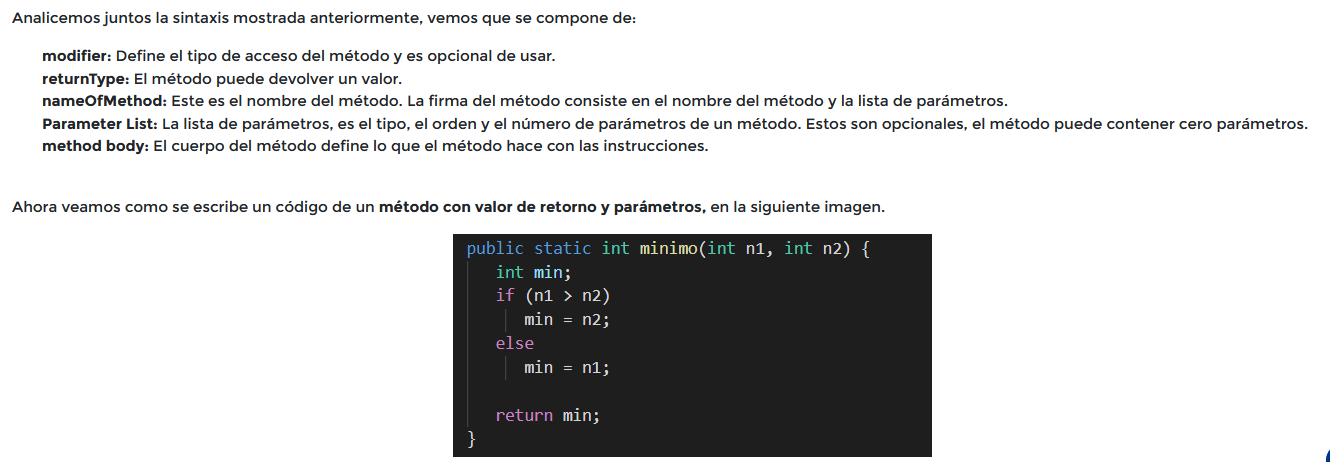 Analicemos juntos la sintaxis mostrada anteriormente, vemos que se compone de:
modifier: Define el tipo de acceso del método y es opcional de usar.
returnType: El método puede devolver un valor.
nameOfMethod: Este es el nombre del método. La firma del método consiste en el nombre del método y la lista de parámetros.
Parameter List: La lista de parámetros, es el tipo, el orden y el número de parámetros de un método. Estos son opcionales, el método puede contener cero parámetros.
method body: El cuerpo del método define lo que el método hace con las instrucciones.
Ahora veamos como se escribe un código de un método con valor de retorno y parámetros, en la siguiente imagen.
public static int minimo(int n1, int n2) {
int min;
if (n1 > n2)
min = n2;
else
min = n1;
return min;
}